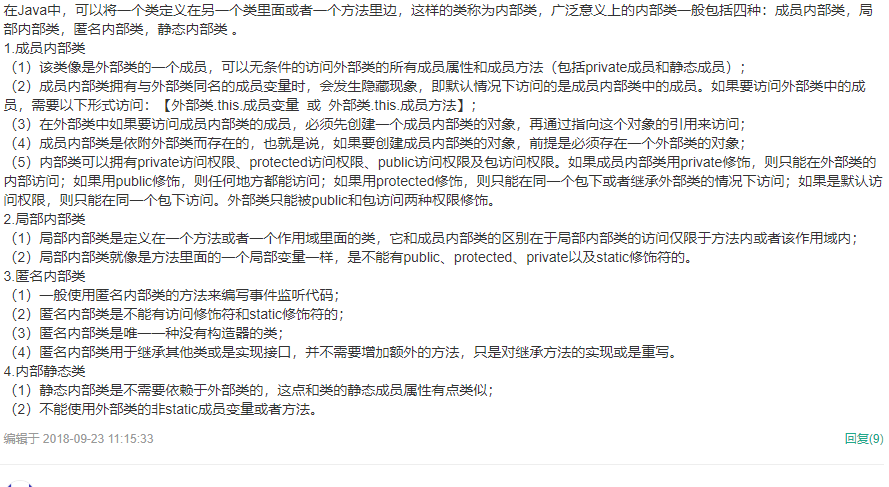 在Java中，可以将一个类定义在另一个类里面或者一个方法里边，这样的类称为内部类，广泛意义上的内部类一般包括四种：成员内部类，局
部内部类，匿名内部类，静态内部类 。
1.成员内部类
（1）该类像是外部类的一个成员，可以无条件的访问外部类的所有成员属性和成员方法（包括private成员和静态成员）；
（2）成员内部类拥有与外部类同名的成员变量时，会发生隐藏现象，即默认情况下访问的是成员内部类中的成员。如果要访问外部类中的成
员，需要以下形式访问：【外部类.this.成员变量 或 外部类.this.成员方法】；
（3）在外部类中如果要访问成员内部类的成员，必须先创建一个成员内部类的对象，再通过指向这个对象的引用来访问；
（4）成员内部类是依附外部类而存在的，也就是说，如果要创建成员内部类的对象，前提是必须存在一个外部类的对象；
（5）内部类可以拥有private访问权限、protected访问权限、public访问权限及包访问权限。如果成员内部类用private修饰，则只能在外部类的
内部访问；如果用public修饰，则任何地方都能访问；如果用protected修饰，则只能在同一个包下或者继承外部类的情况下访问；如果是默认访
问权限，则只能在同一个包下访问。外部类只能被public和包访问两种权限修饰。
2.局部内部类
（1）局部内部类是定义在一个方法或者一个作用域里面的类，它和成员内部类的区别在于局部内部类的访问仅限于方法内或者该作用域内；
（2）局部内部类就像是方法里面的一个局部变量一样，是不能有public、protected、private以及static修饰符的。
3.匿名内部类
（1）一般使用匿名内部类的方法来编写事件监听代码；
（2）匿名内部类是不能有访问修饰符和static修饰符的；
（3）匿名内部类是唯一一种没有构造器的类；
（4）匿名内部类用于继承其他类或是实现接口，并不需要增加额外的方法，只是对继承方法的实现或是重写。
4.内部静态类
（1）静态内部类是不需要依赖于外部类的，这点和类的静态成员属性有点类似；
（2）不能使用外部类的非static成员变量或者方法。
编辑于 2018-09-23 11:15:33
回复(9)